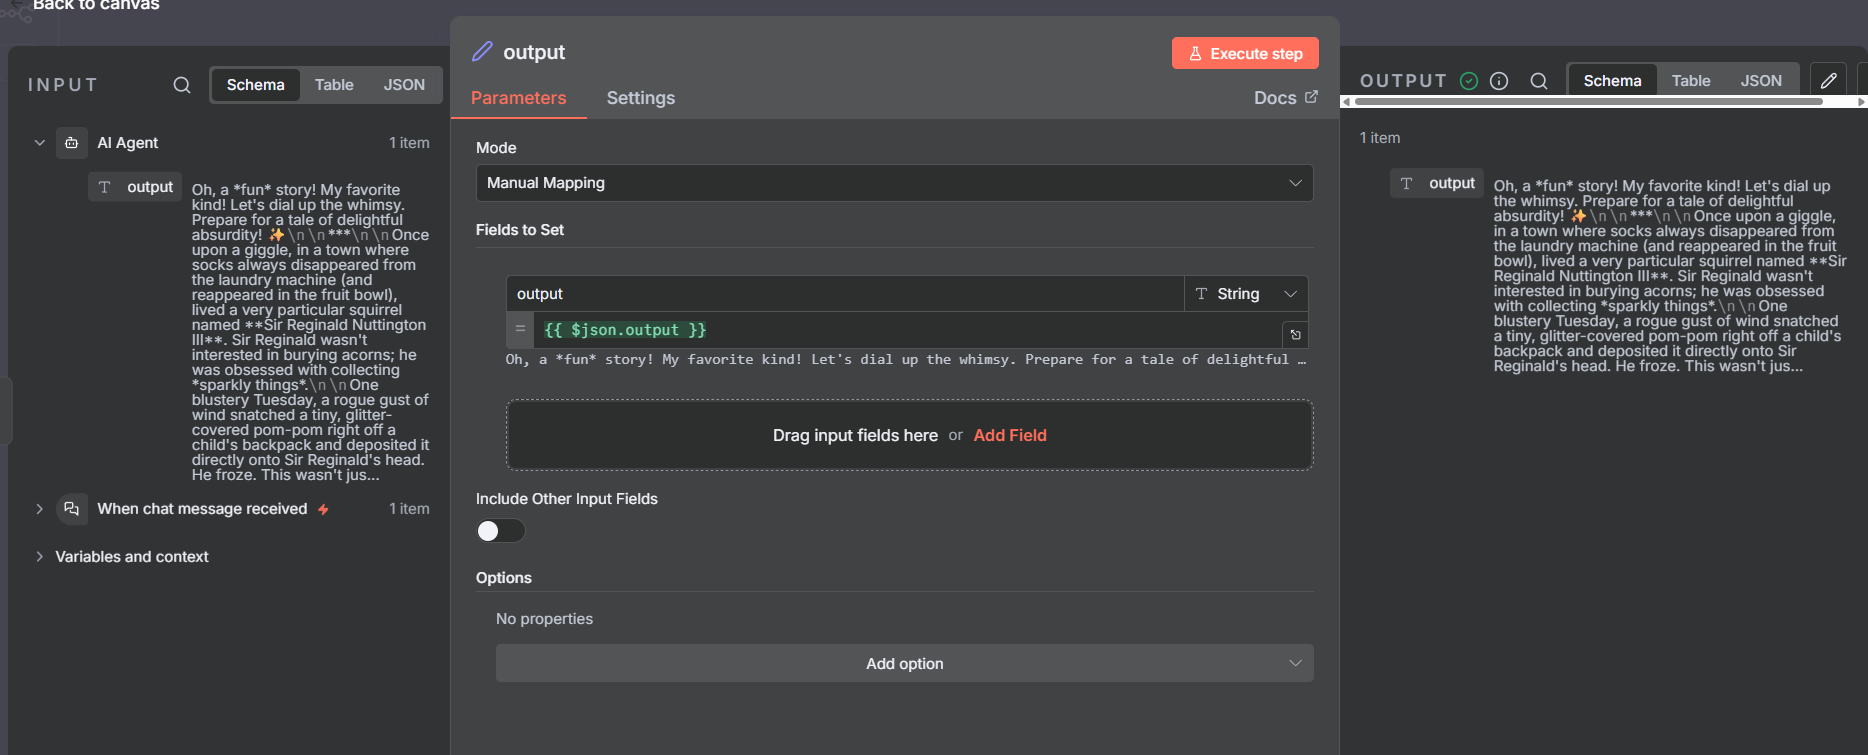 Back to canvas
INPUT
Schema
Table
JSON
AI Agent
1 item
T output
Oh, a *fun* story! My favorite
kind! Let's dial up the whimsy.
Prepare for a tale of delightful
absurdity! ✨\n\n***\n\nOnce
upon a giggle, in a town where
socks always disappeared from
the laundry machine (and
reappeared in the fruit bowl),
lived a very particular squirrel
named **Sir Reginald Nuttington
III**. Sir Reginald wasn't
interested in burying acorns; he
was obsessed with collecting
*sparkly things*.\n\nOne
blustery Tuesday, a rogue gust of
wind snatched a tiny, glitter-
covered pom-pom right off a
child's backpack and deposited it
directly onto Sir Reginald's head.
He froze. This wasn't jus...
When chat message received
1 item
Variables and context
output
Execute step
Parameters
Settings
Docs
Mode
Manual Mapping
Fields to Set
output
T String
= {{ $json.output }}
Oh, a *fun* story! My favorite kind! Let's dial up the whimsy. Prepare for a tale of delightful …
Drag input fields here or Add Field
Include Other Input Fields
Options
No properties
Add option
OUTPUT
Schema
Table
JSON
1 item
T output
Oh, a *fun* story! My favorite kind! Let's dial up
the whimsy. Prepare for a tale of delightful
absurdity! ✨\n\n***\n\nOnce upon a giggle,
in a town where socks always disappeared from
the laundry machine (and reappeared in the fruit
bowl), lived a very particular squirrel named **Sir
Reginald Nuttington III**. Sir Reginald wasn't
interested in burying acorns; he was obsessed
with collecting *sparkly things*.\n\nOne
blustery Tuesday, a rogue gust of wind snatched
a tiny, glitter-covered pom-pom right off a child's
backpack and deposited it directly onto Sir
Reginald's head. He froze. This wasn't jus...